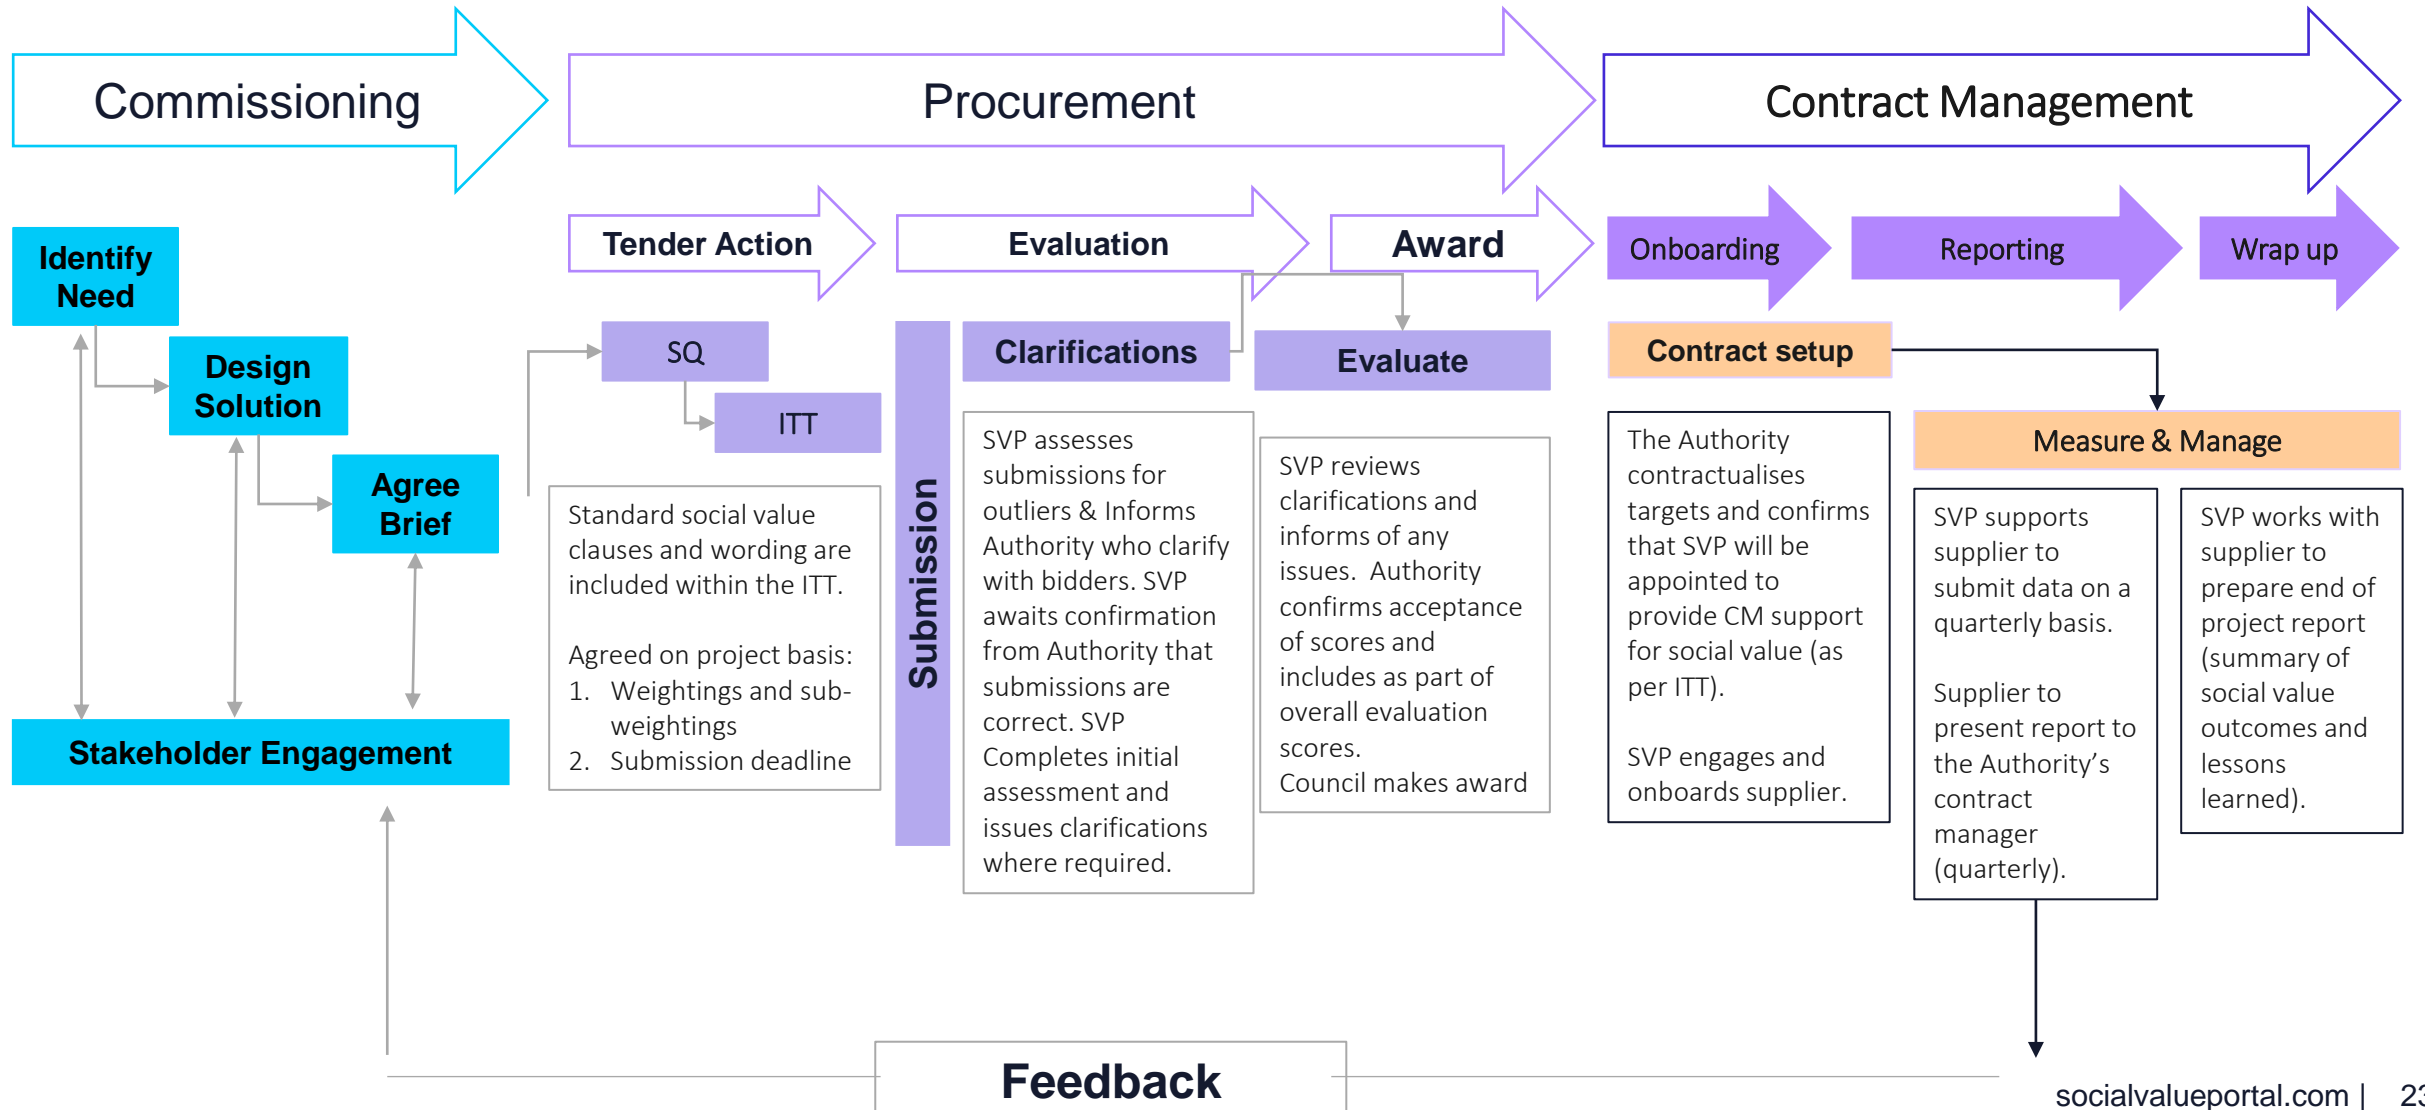 Commissioning
Procurement
Contract Management
Tender Action
Evaluation
Award
Onboarding
Reporting
Wrap up
Identify
Need
Design
Solution
Agree
Brief
Stakeholder Engagement
SQ
ITT
Standard social value
clauses and wording are
included within the ITT.
Agreed on project basis:
1. Weightings and sub-
weightings
2. Submission deadline
Submission
Clarifications
SVP assesses
submissions for
outliers & Informs
Authority who clarify
with bidders. SVP
awaits confirmation
from Authority that
submissions are
correct. SVP
Completes initial
assessment and
issues clarifications
where required.
Evaluate
SVP reviews
clarifications and
informs of any
issues.  Authority
confirms acceptance
of scores and
includes as part of
overall evaluation
scores.
Council makes award
Contract setup
The Authority
contractualises
targets and confirms
that SVP will be
appointed to
provide CM support
for social value (as
per ITT).
SVP engages and
onboards supplier.
Measure & Manage
SVP supports
supplier to
submit data on a
quarterly basis.
Supplier to
present report to
the Authority’s
contract
manager
(quarterly).
SVP works with
supplier to
prepare end of
project report
(summary of
social value
outcomes and
lessons
learned).
Feedback
socialvalueportal.com | 23